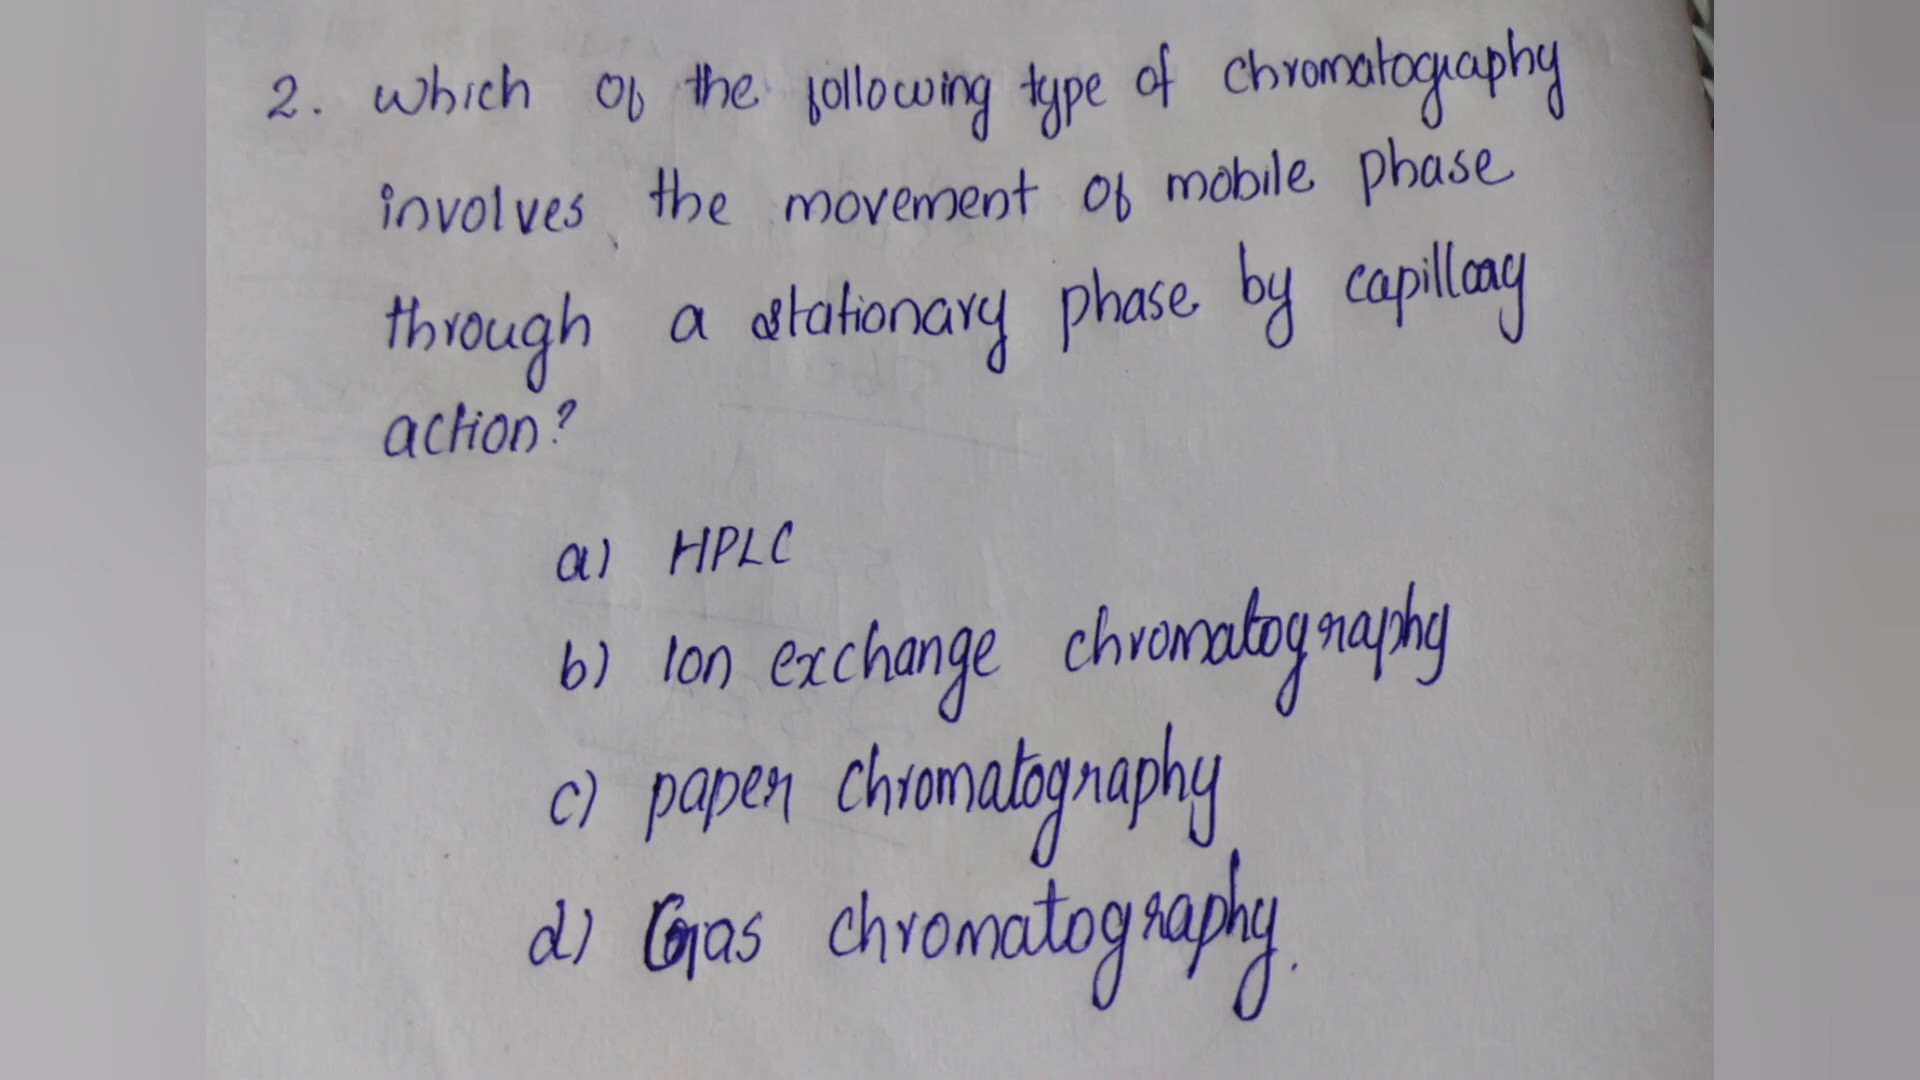 2. Which of the following type of chromatography
involves the movement of mobile phase
through a stationary phase by capillary
action?
a) HPLC
b) Ion exchange chromatography
c) paper chromatography
d) Gas chromatography.